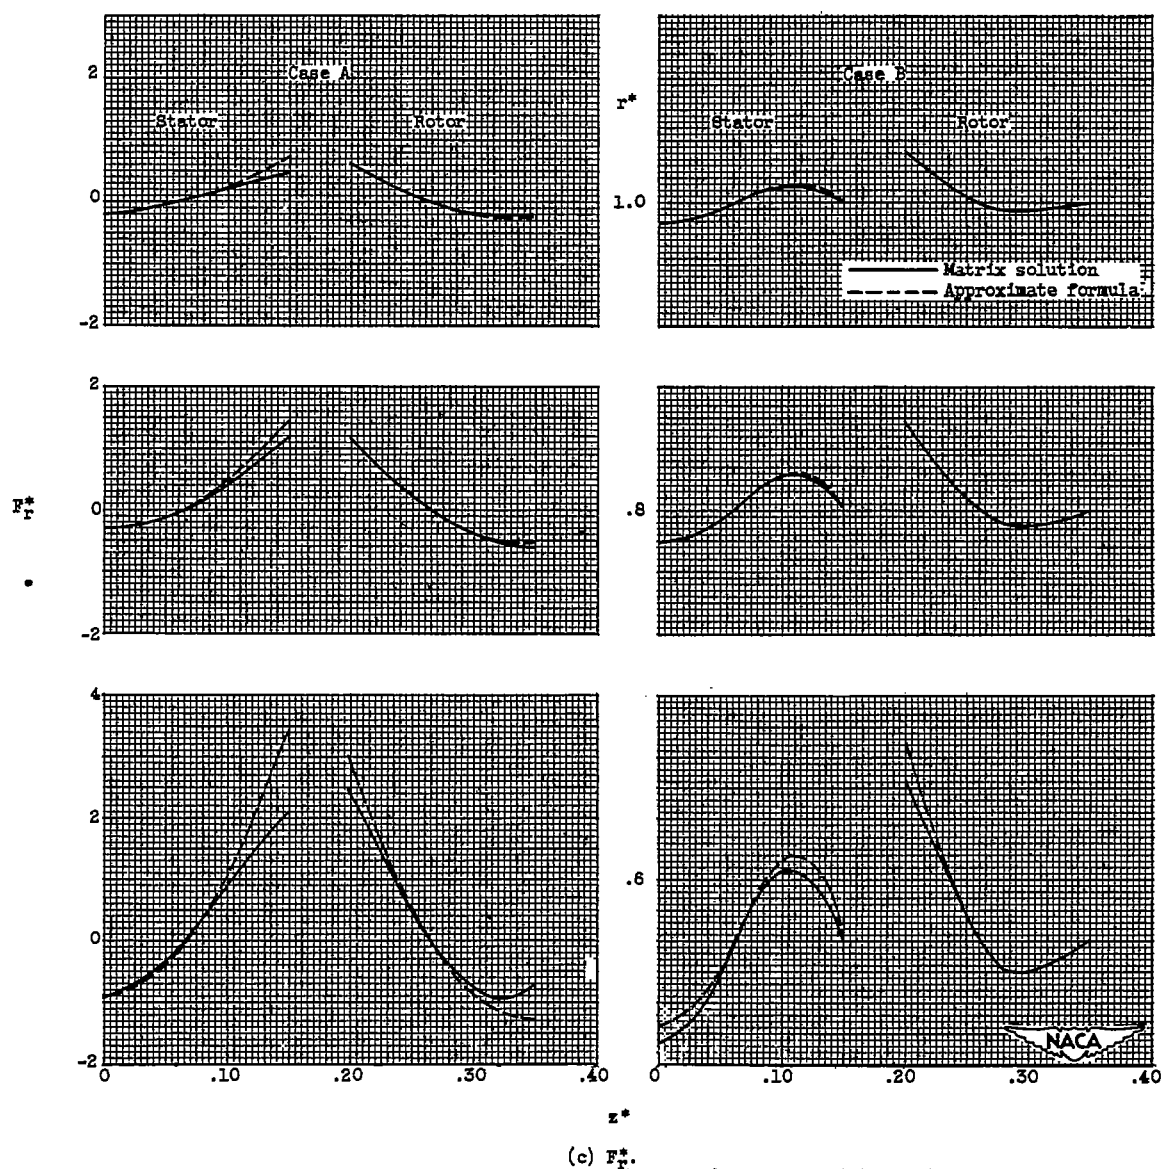 Case A
Case B
2
r*
Stator
Rotor
Stator
Rotor
0
1.0
Matrix solution
Approximate formula
-2
2
F*r
0
.8
-2
4
2
.6
0
NACA
-2
0 .10 .20 .30 .40
0 .10 .20 .30 .40
z*
(c) F*r.